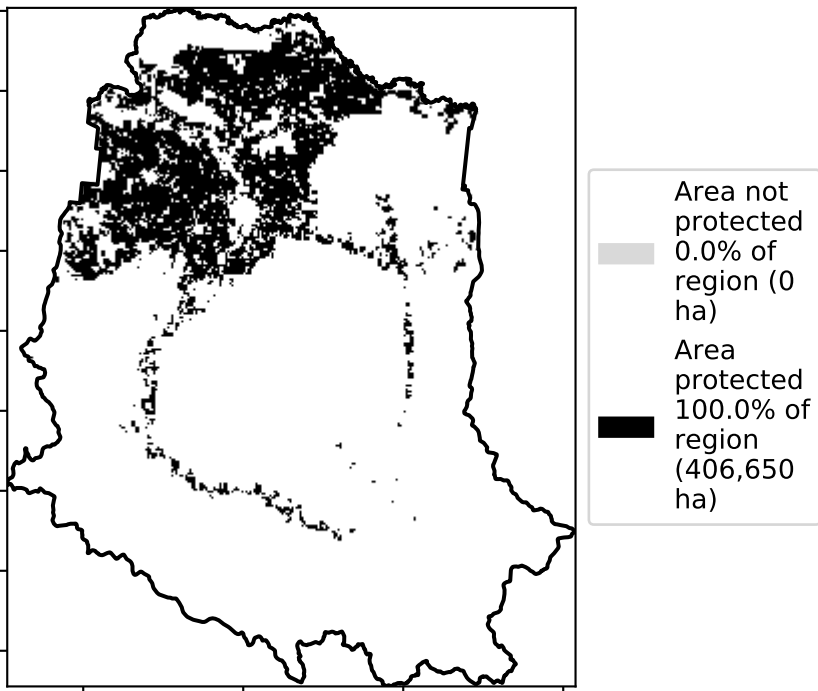 Area not
protected
0.0% of
region (0
ha)
Area
protected
100.0% of
region
(406,650
ha)